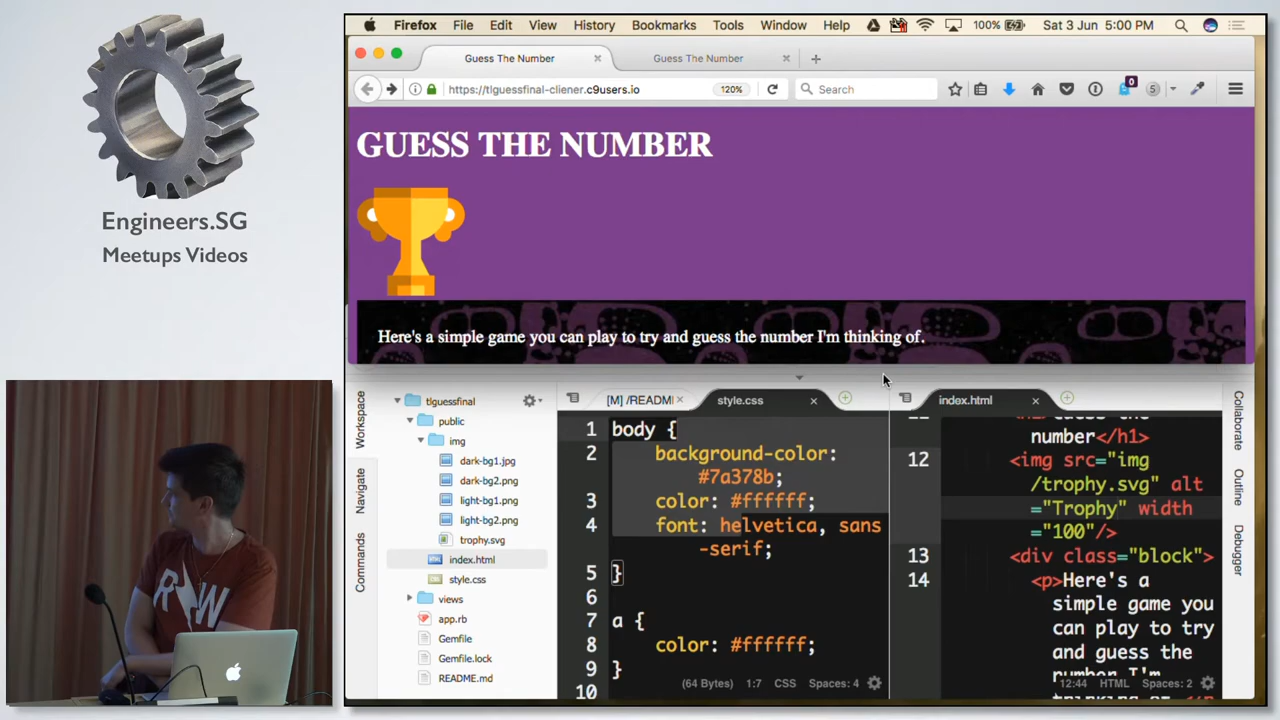 Engineers.SG
Meetups Videos
Firefox File Edit View History Bookmarks Tools Window Help 100% Sat 3 Jun 5:00 PM
Guess The Number
Guess The Number
https://tlguessfinal-cliener.c9users.io 120% Search 0 S
GUESS THE NUMBER
Here's a simple game you can play to try and guess the number I'm thinking of.
Workspace
Navigate
Commands
tlguessfinal
public
img
dark-bg1.jpg
dark-bg2.png
light-bg1.png
light-bg2.png
trophy.svg
index.html
style.css
views
app.rb
Gemfile
Gemfile.lock
README.md
[M] /READMI
style.css
1 body {
2 background-color:
#7a378b;
3 color: #ffffff;
4 font: helvetica, sans
-serif;
5 }
6
7 a {
8 color: #ffffff;
9 }
10
(64 Bytes) 1:7 CSS Spaces: 4
index.html
number</h1>
12 <img src="img
/trophy.svg" alt
="Trophy" width
="100"/>
13 <div class="block">
14 <p>Here's a
simple game you
can play to try
and guess the
number I'm
12:44 HTML Spaces: 2
Collaborate
Outline
Debugger
RW